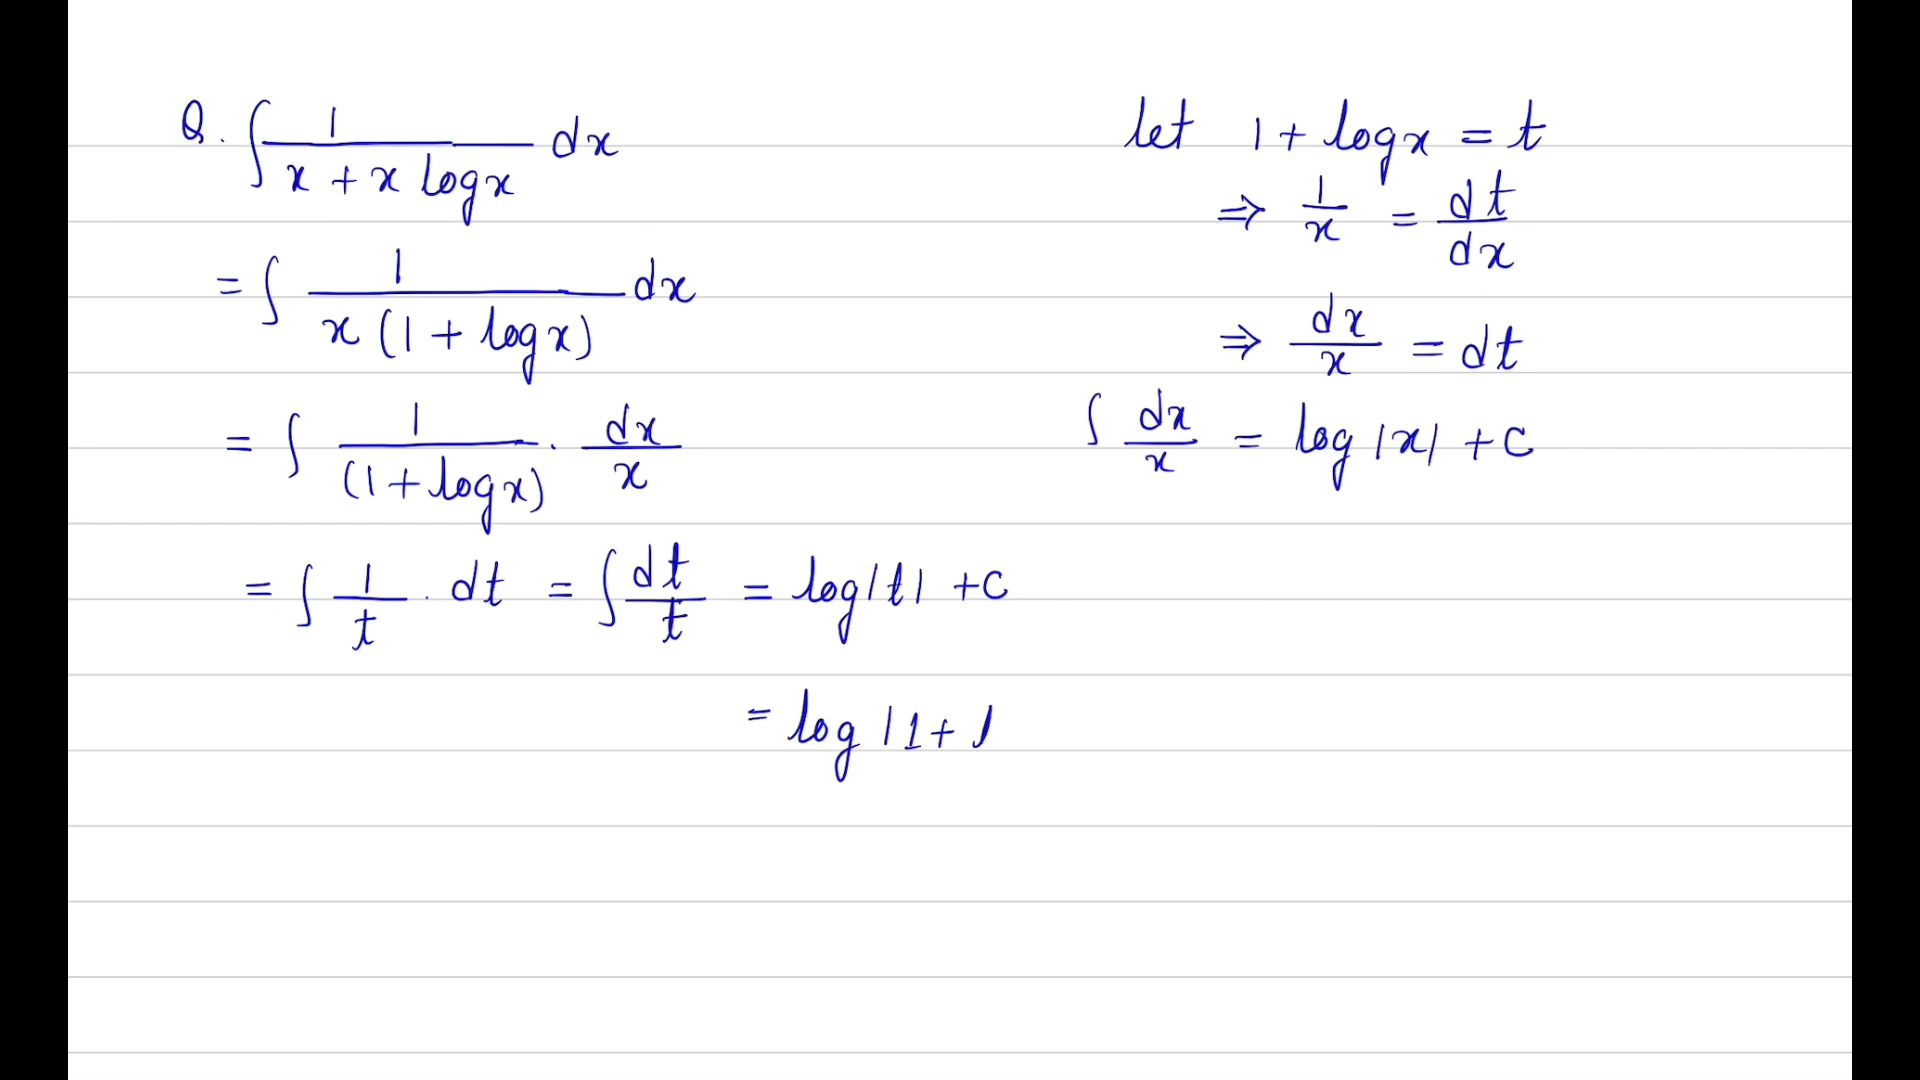 Q. ∫ 1/(x + x log x) dx
= ∫ 1/(x (1 + log x)) dx
= ∫ 1/((1 + log x)) · dx/x
= ∫ 1/t · dt = ∫ dt/t = log |t| + c
= log | 1 +
let 1 + log x = t
⇒ 1/x = dt/dx
⇒ dx/x = dt
∫ dx/x = log |x| + c